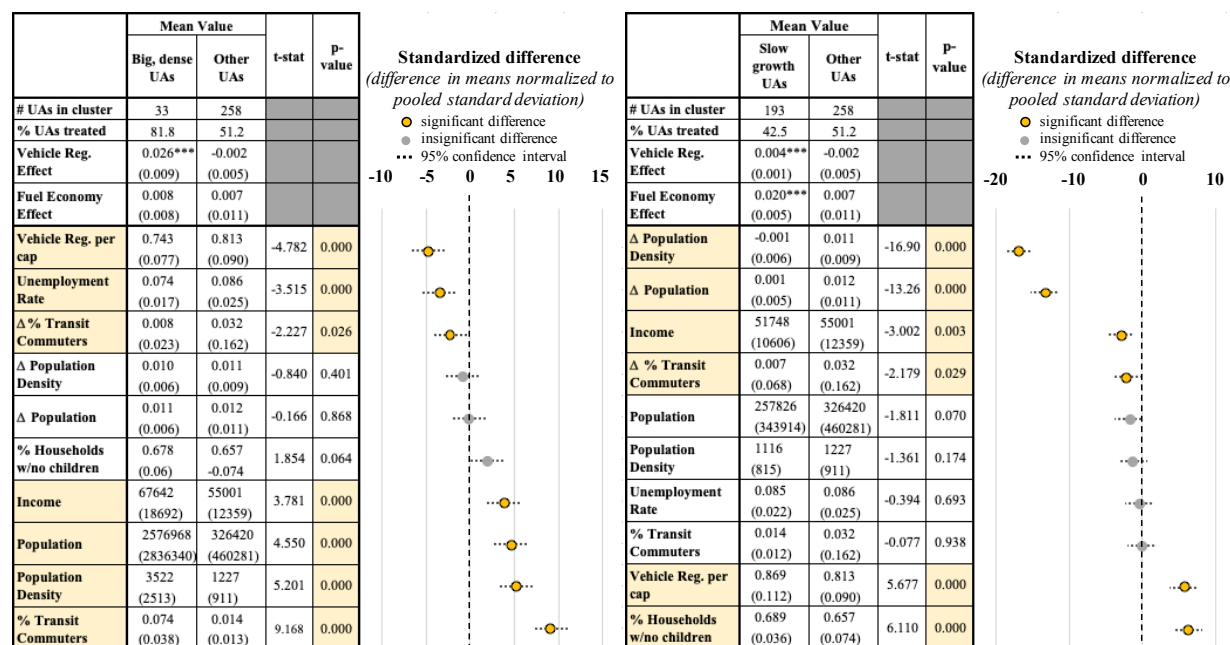 Mean Value
Big, dense UAs
Other UAs
t-stat
p-value
# UAs in cluster 33 258
% UAs treated 81.8 51.2
Vehicle Reg. Effect 0.026*** -0.002
(0.009) (0.005)
Fuel Economy Effect 0.008 0.007
(0.008) (0.011)
Vehicle Reg. per cap 0.743 0.813 -4.782 0.000
(0.077) (0.090)
Unemployment Rate 0.074 0.086 -3.515 0.000
(0.017) (0.025)
Δ% Transit Commuters 0.008 0.032 -2.227 0.026
(0.023) (0.162)
Δ Population Density 0.010 0.011 -0.840 0.401
(0.006) (0.009)
Δ Population 0.011 0.012 -0.166 0.868
(0.006) (0.011)
% Households w/no children 0.678 0.657 1.854 0.064
(0.06) -0.074
Income 67642 55001 3.781 0.000
(18692) (12359)
Population 2576968 326420 4.550 0.000
(2836340) (460281)
Population Density 3522 1227 5.201 0.000
(2513) (911)
% Transit Commuters 0.074 0.014 9.168 0.000
(0.038) (0.013)
Standardized difference
(difference in means normalized to
pooled standard deviation)
significant difference
insignificant difference
95% confidence interval
-10 -5 0 5 10 15
Mean Value
Slow growth UAs
Other UAs
t-stat
p-value
# UAs in cluster 193 258
% UAs treated 42.5 51.2
Vehicle Reg. Effect 0.004*** -0.002
(0.001) (0.005)
Fuel Economy Effect 0.020*** 0.007
(0.005) (0.011)
Δ Population Density -0.001 0.011 -16.90 0.000
(0.006) (0.009)
Δ Population 0.001 0.012 -13.26 0.000
(0.005) (0.011)
Income 51748 55001 -3.002 0.003
(10606) (12359)
Δ % Transit Commuters 0.007 0.032 -2.179 0.029
(0.068) (0.162)
Population 257826 326420 -1.811 0.070
(343914) (460281)
Population Density 1116 1227 -1.361 0.174
(815) (911)
Unemployment Rate 0.085 0.086 -0.394 0.693
(0.022) (0.025)
% Transit Commuters 0.014 0.032 -0.077 0.938
(0.012) (0.162)
Vehicle Reg. per cap 0.869 0.813 5.677 0.000
(0.112) (0.090)
% Households w/no children 0.689 0.657 6.110 0.000
(0.036) (0.074)
Standardized difference
(difference in means normalized to
pooled standard deviation)
significant difference
insignificant difference
95% confidence interval
-20 -10 0 10